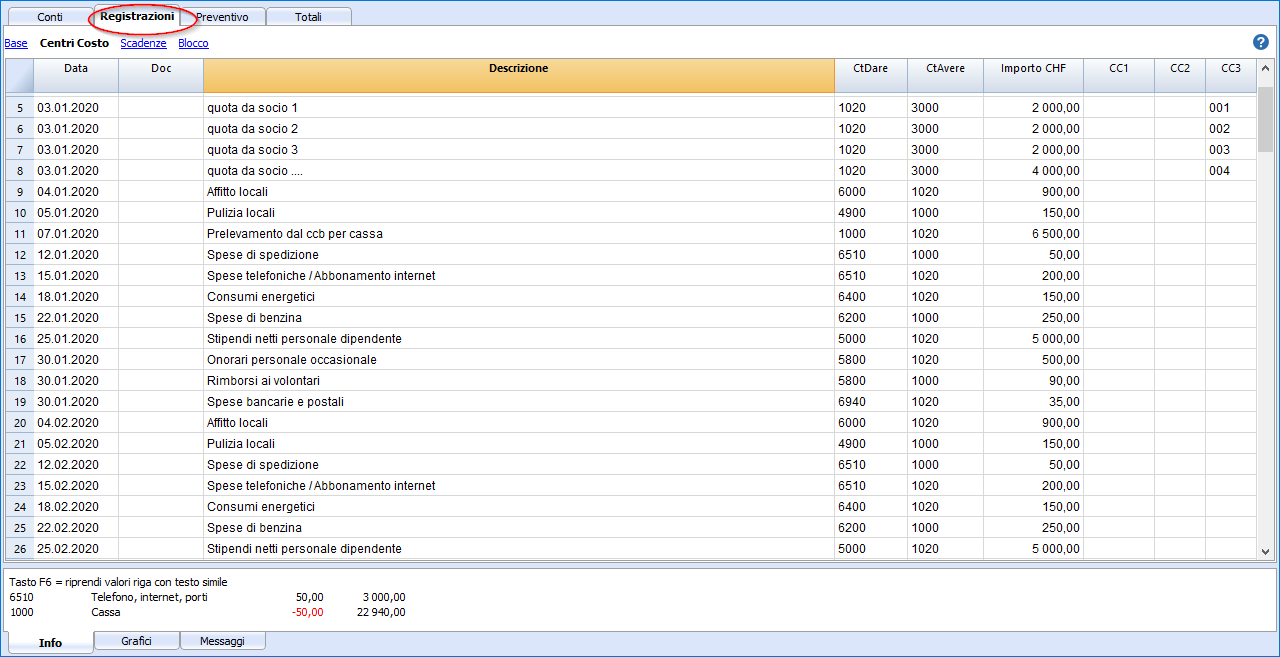 Conti Registrazioni Preventivo Totali
Base Centri Costo Scadenze Blocco ?
Data Doc Descrizione CtDare CtAvere Importo CHF CC1 CC2 CC3
5 03.01.2020 quota da socio 1 1020 3000 2 000,00 001
6 03.01.2020 quota da socio 2 1020 3000 2 000,00 002
7 03.01.2020 quota da socio 3 1020 3000 2 000,00 003
8 03.01.2020 quota da socio .... 1020 3000 4 000,00 004
9 04.01.2020 Affitto locali 6000 1020 900,00
10 05.01.2020 Pulizia locali 4900 1000 150,00
11 07.01.2020 Prelevamento dal ccb per cassa 1000 1020 6 500,00
12 12.01.2020 Spese di spedizione 6510 1000 50,00
13 15.01.2020 Spese telefoniche / Abbonamento internet 6510 1020 200,00
14 18.01.2020 Consumi energetici 6400 1020 150,00
15 22.01.2020 Spese di benzina 6200 1000 250,00
16 25.01.2020 Stipendi netti personale dipendente 5000 1020 5 000,00
17 30.01.2020 Onorari personale occasionale 5800 1020 500,00
18 30.01.2020 Rimborsi ai volontari 5800 1000 90,00
19 30.01.2020 Spese bancarie e postali 6940 1020 35,00
20 04.02.2020 Affitto locali 6000 1020 900,00
21 05.02.2020 Pulizia locali 4900 1000 150,00
22 12.02.2020 Spese di spedizione 6510 1000 50,00
23 15.02.2020 Spese telefoniche / Abbonamento internet 6510 1020 200,00
24 18.02.2020 Consumi energetici 6400 1020 150,00
25 22.02.2020 Spese di benzina 6200 1000 250,00
26 25.02.2020 Stipendi netti personale dipendente 5000 1020 5 000,00
Tasto F6 = riprendi valori riga con testo simile
6510 Telefono, internet, porti 50,00 3 000,00
1000 Cassa -50,00 22 940,00
Info Grafici Messaggi